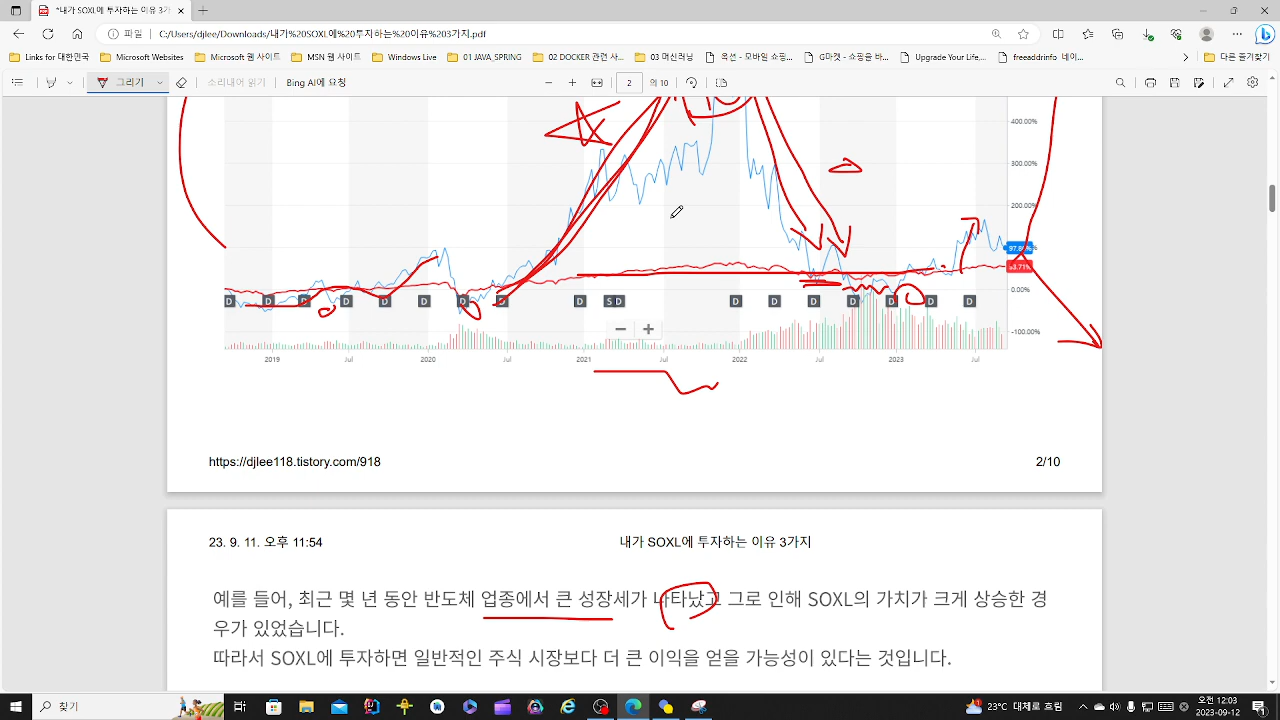 *내가 SOXL에 투자하는 이유 3가
파일 C:/Users/djlee/Downloads/내가%20SOXL에%20투자하는%20이유%203가지.pdf
Links for 대한민국
Microsoft Websites
Microsoft 웹 사이트
MSN 웹 사이트
Windows Live
01 JAVA,SPRING
02 DOCKER 관련 사...
03 머신러닝
옥션 - 모바일 쇼핑...
G마켓 - 쇼핑을 바...
Upgrade Your Life,...
freeaddrinfo, 네이...
다른 즐겨찾기
그리기
소리내어 읽기
Bing AI에 요청
2 의 10
400.00%
300.00%
200.00%
0.00%
-100.00%
D D D D D D D D D S D D D D D D D D
2019 Jul 2020 Jul 2021 Jul 2022 Jul 2023 Jul
https://djlee118.tistory.com/918
2/10
23. 9. 11. 오후 11:54
내가 SOXL에 투자하는 이유 3가지
예를 들어, 최근 몇 년 동안 반도체 업종에서 큰 성장세가 나타났고 그로 인해 SOXL의 가치가 크게 상승한 경
우가 있었습니다.
따라서 SOXL에 투자하면 일반적인 주식 시장보다 더 큰 이익을 얻을 가능성이 있다는 것입니다.
찾기
23°C 대체로 흐림
오전 12:03
2023-09-12